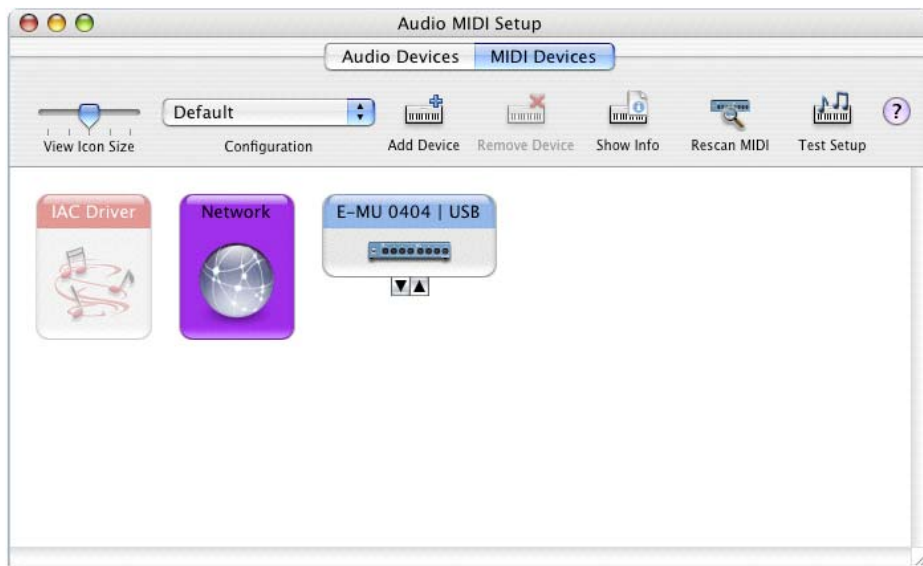 Audio MIDI Setup
Audio Devices
MIDI Devices
Default
?
View Icon Size
Configuration
Add Device
Remove Device
Show Info
Rescan MIDI
Test Setup
IAC Driver
Network
E-MU 0404 | USB